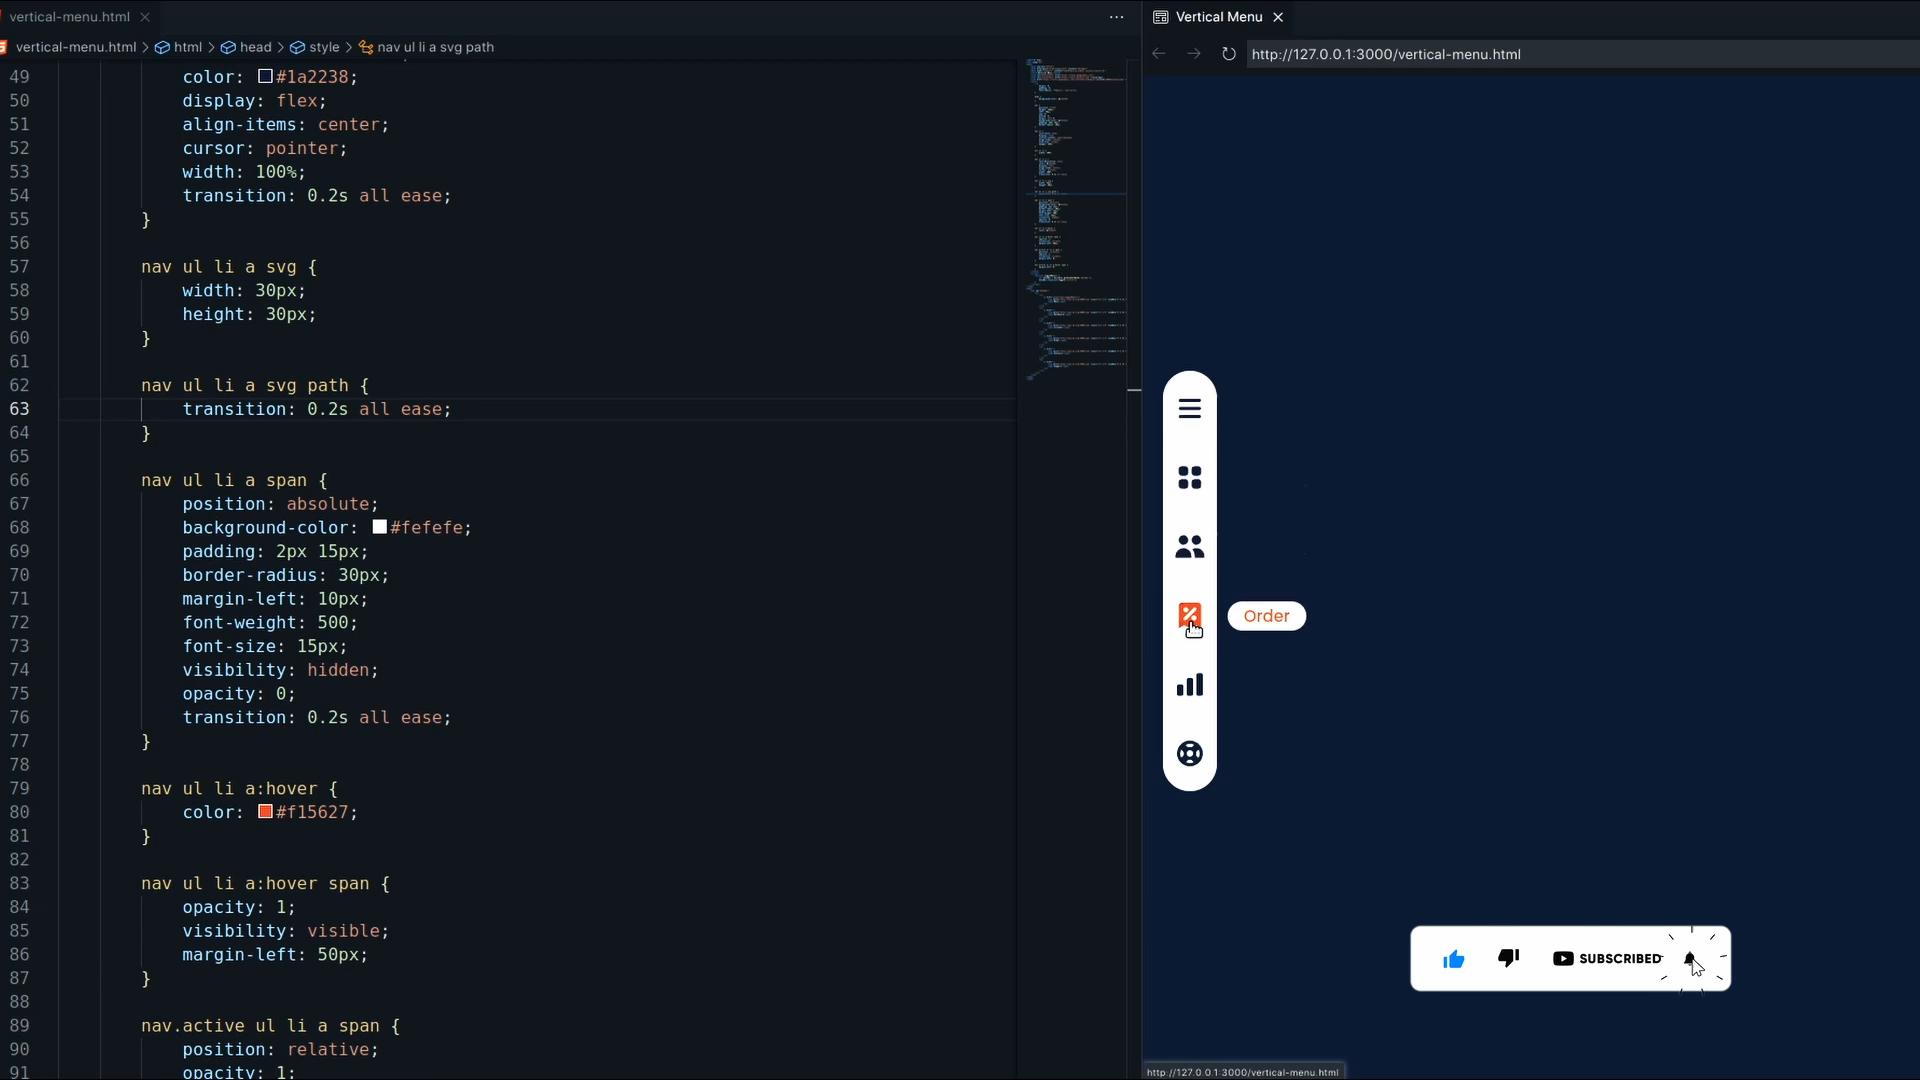 vertical-menu.html
vertical-menu.html > html > head > style > nav ul li a svg path
49 color: #1a2238;
50 display: flex;
51 align-items: center;
52 cursor: pointer;
53 width: 100%;
54 transition: 0.2s all ease;
55 }
56
57 nav ul li a svg {
58 width: 30px;
59 height: 30px;
60 }
61
62 nav ul li a svg path {
63 transition: 0.2s all ease;
64 }
65
66 nav ul li a span {
67 position: absolute;
68 background-color: #fefefe;
69 padding: 2px 15px;
70 border-radius: 30px;
71 margin-left: 10px;
72 font-weight: 500;
73 font-size: 15px;
74 visibility: hidden;
75 opacity: 0;
76 transition: 0.2s all ease;
77 }
78
79 nav ul li a:hover {
80 color: #f15627;
81 }
82
83 nav ul li a:hover span {
84 opacity: 1;
85 visibility: visible;
86 margin-left: 50px;
87 }
88
89 nav.active ul li a span {
90 position: relative;
91 opacity: 1;
Vertical Menu
http://127.0.0.1:3000/vertical-menu.html
Order
SUBSCRIBED
http://127.0.0.1:3000/vertical-menu.html